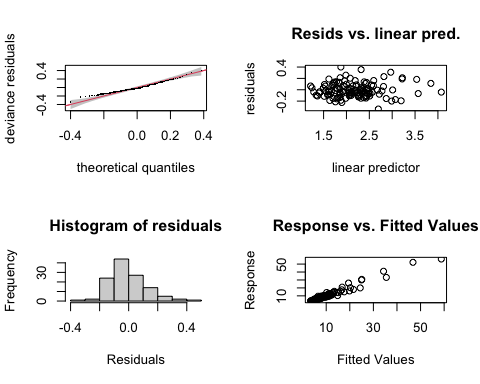 deviance residuals
-0.4 0.4
-0.4 0.0 0.2 0.4
theoretical quantiles
Resids vs. linear pred.
residuals
-0.2 0.4
1.5 2.5 3.5
linear predictor
Histogram of residuals
Frequency
0 30
-0.4 0.0 0.4
Residuals
Response vs. Fitted Values
Response
10 50
10 30 50
Fitted Values